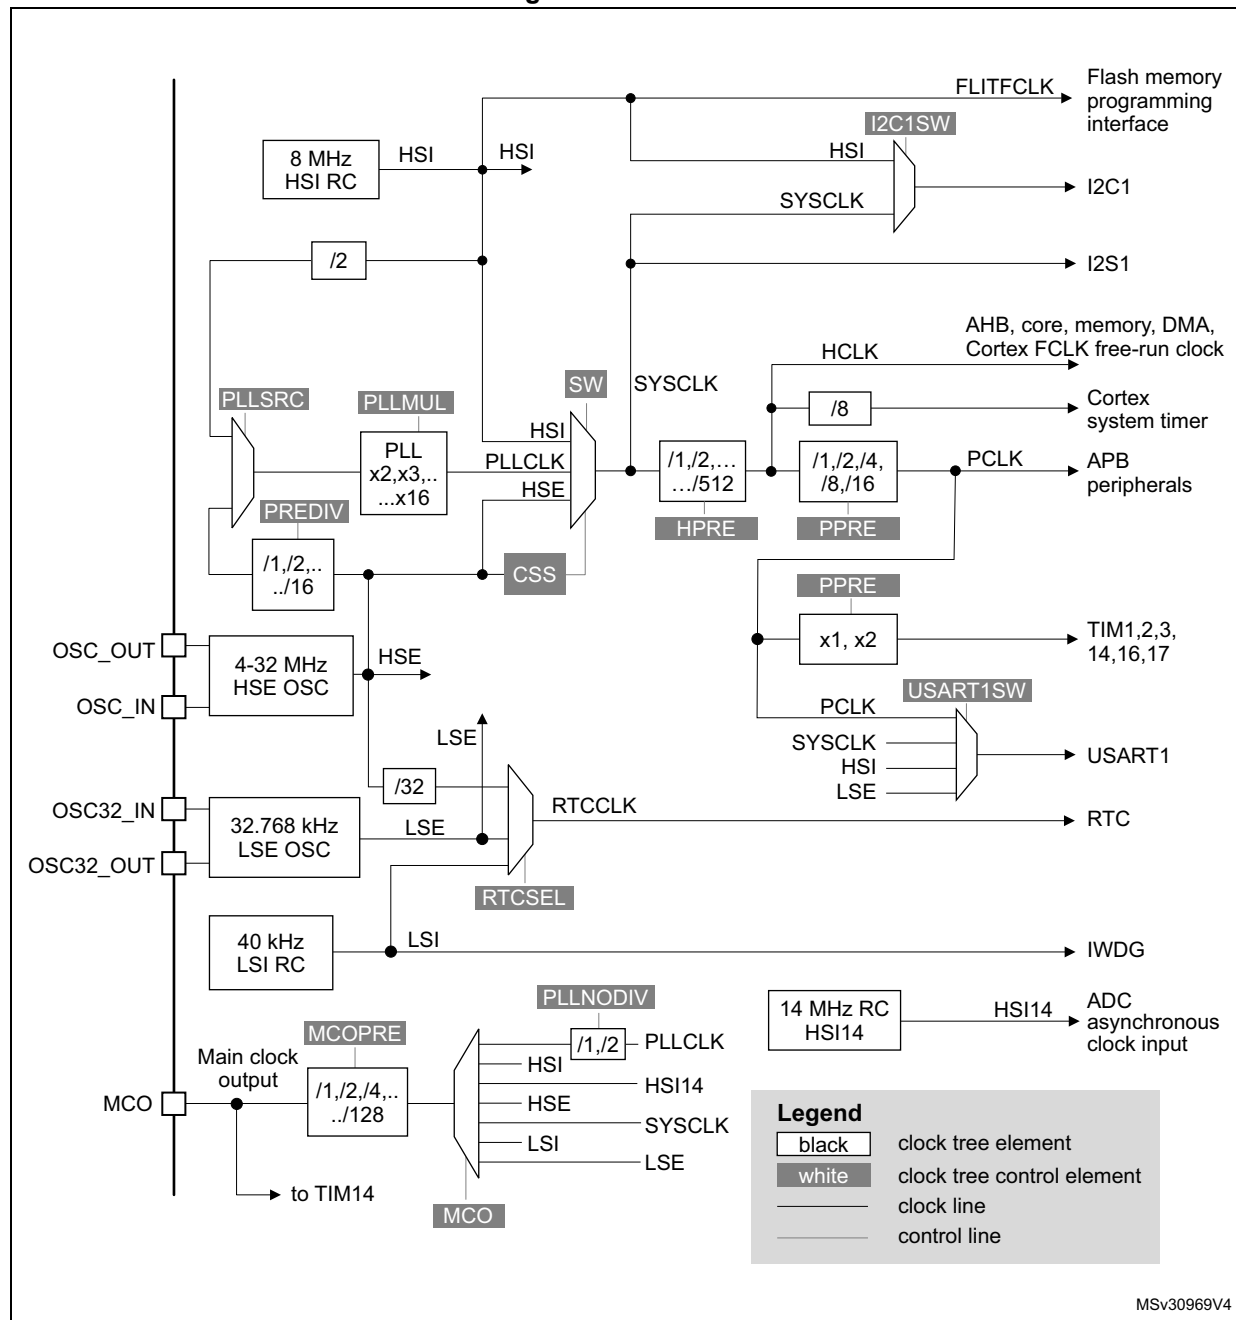 FLITFCLK
Flash memory
programming
interface
I2C1SW
8 MHz
HSI RC
HSI
HSI
HSI
I2C1
SYSCLK
/2
I2S1
AHB, core, memory, DMA,
Cortex FCLK free-run clock
HCLK
SW
SYSCLK
PLLSRC
PLLMUL
/8
Cortex
system timer
HSI
PLL
x2,x3,..
...x16
PLLCLK
HSE
/1,/2,...
.../512
/1,/2,/4,
/8,/16
PCLK
APB
peripherals
PREDIV
HPRE
PPRE
/1,/2,..
../16
CSS
PPRE
OSC_OUT
OSC_IN
4-32 MHz
HSE OSC
HSE
x1, x2
TIM1,2,3,
14,16,17
USART1SW
PCLK
SYSCLK
HSI
LSE
USART1
LSE
/32
OSC32_IN
OSC32_OUT
32.768 kHz
LSE OSC
LSE
RTCCLK
RTC
RTCSEL
40 kHz
LSI RC
LSI
IWDG
PLLNODIV
14 MHz RC
HSI14
HSI14
ADC
asynchronous
clock input
MCOPRE
Main clock
output
/1,/2
PLLCLK
HSI
HSI14
HSE
SYSCLK
LSI
LSE
MCO
/1,/2,/4,..
../128
to TIM14
MCO
Legend
black clock tree element
white clock tree control element
clock line
control line
MSv30969V4